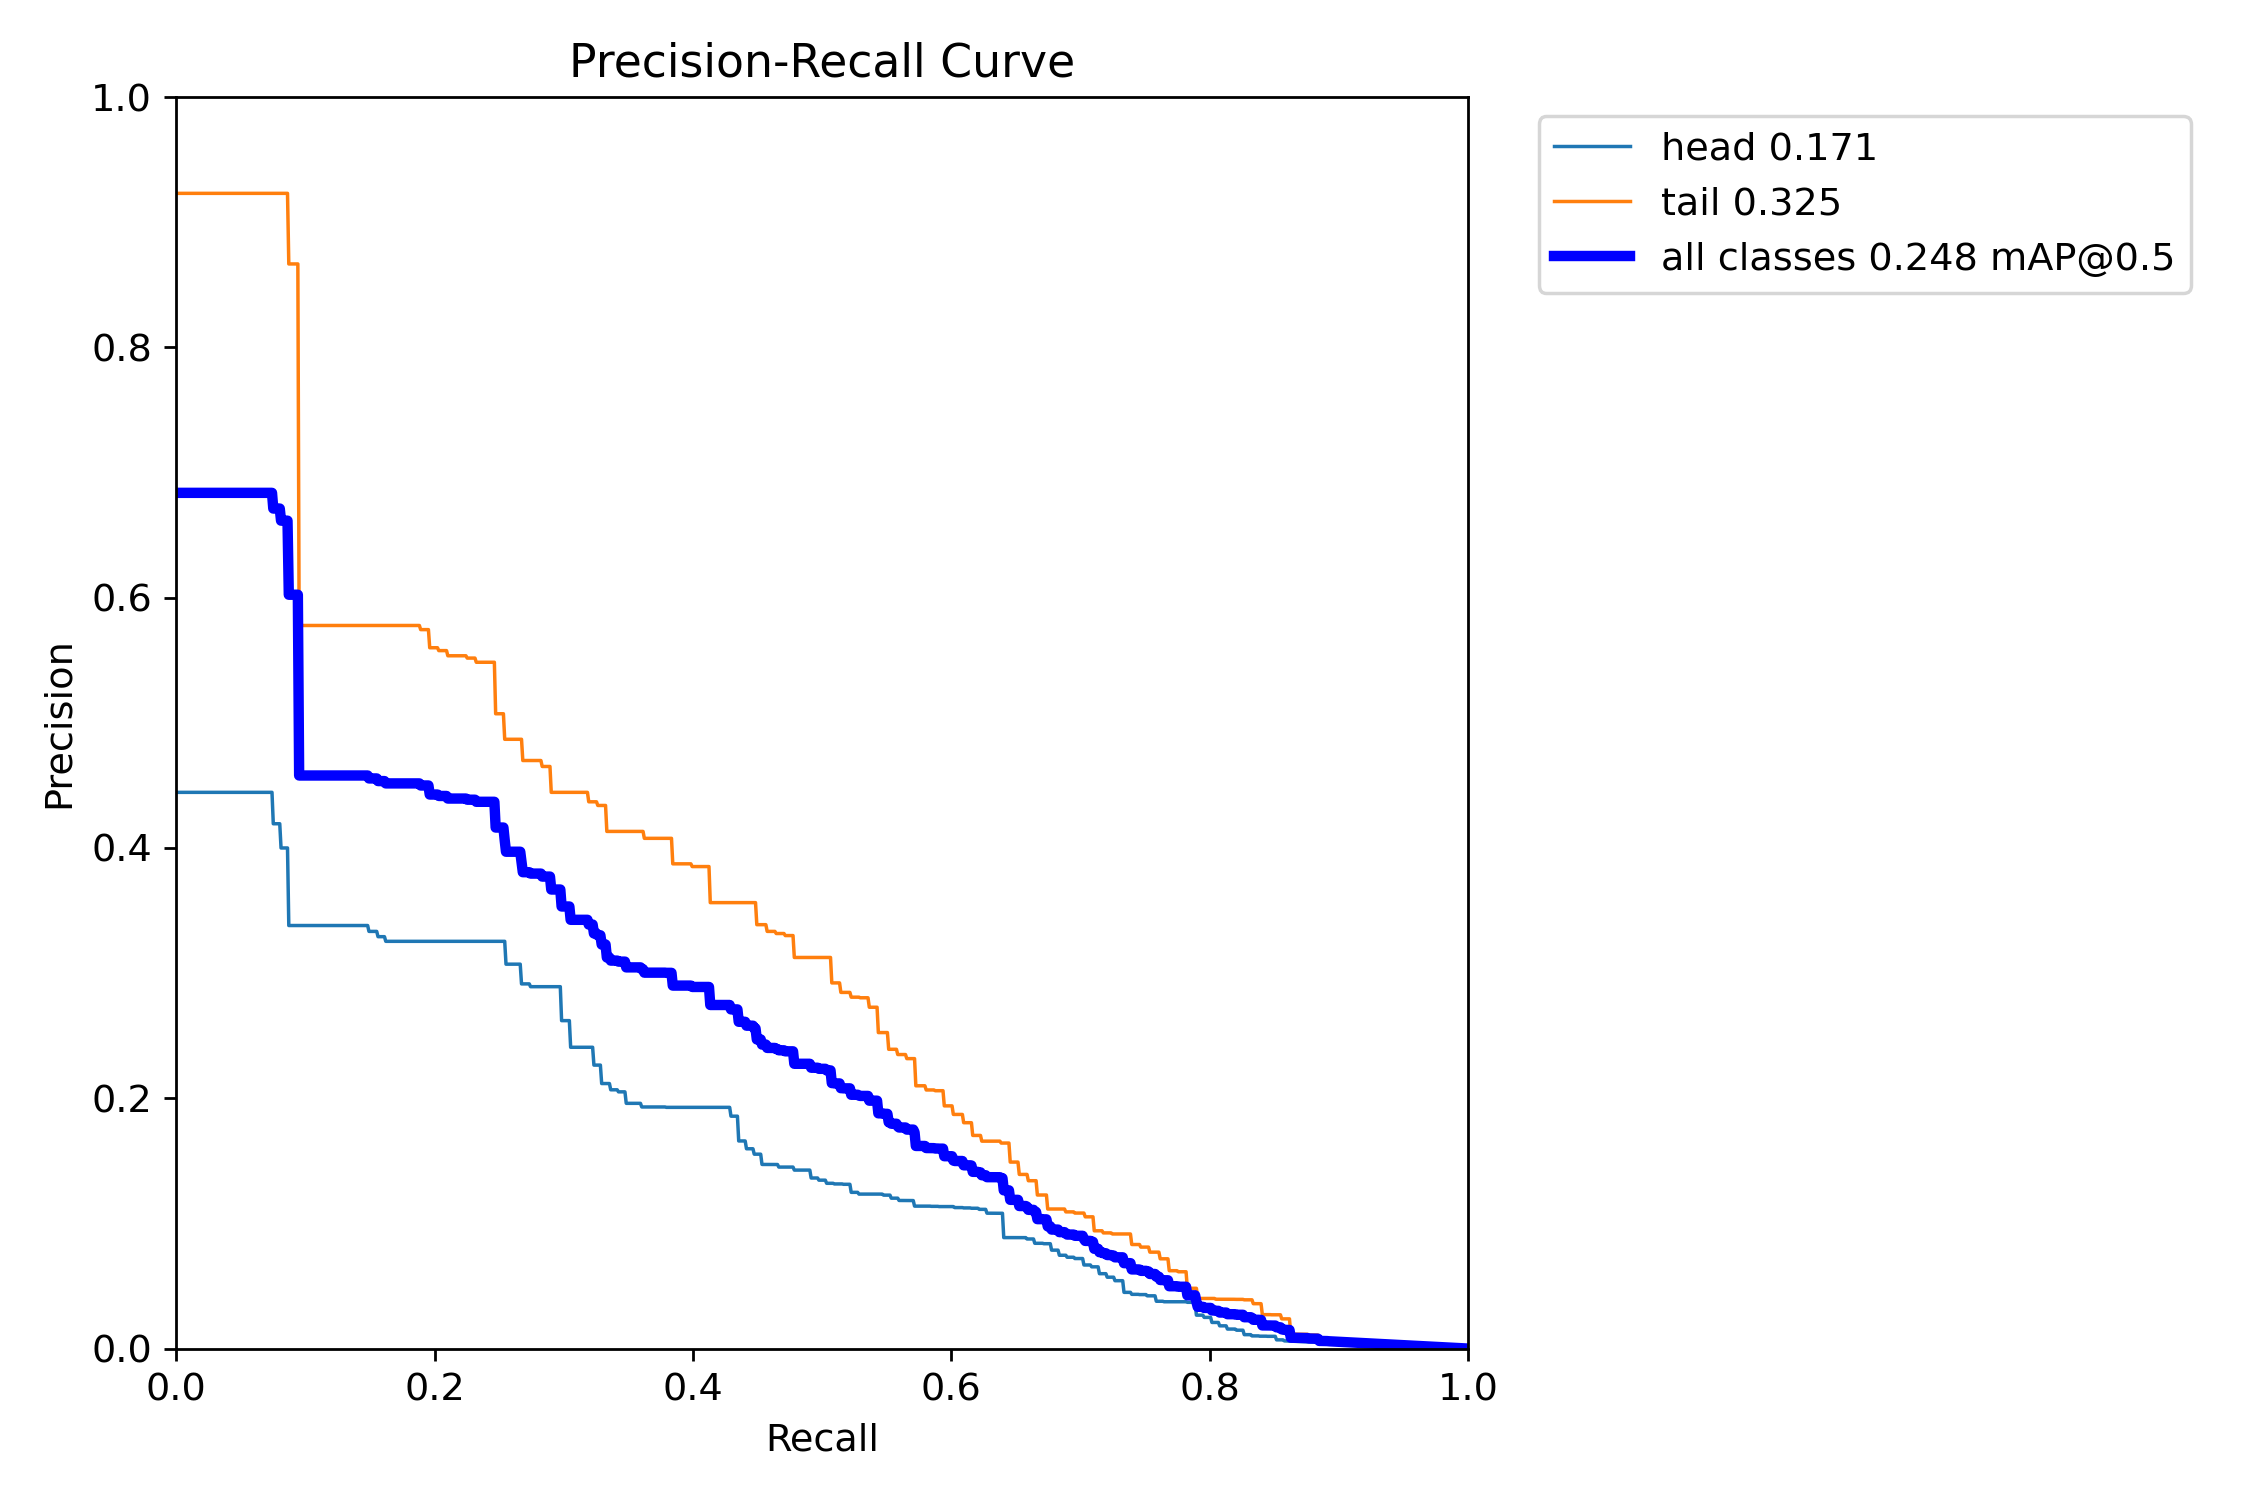 Precision-Recall Curve
1.0
0.8
0.6
0.4
0.2
0.0
Precision
0.0 0.2 0.4 0.6 0.8 1.0
Recall
head 0.171
tail 0.325
all classes 0.248 mAP@0.5